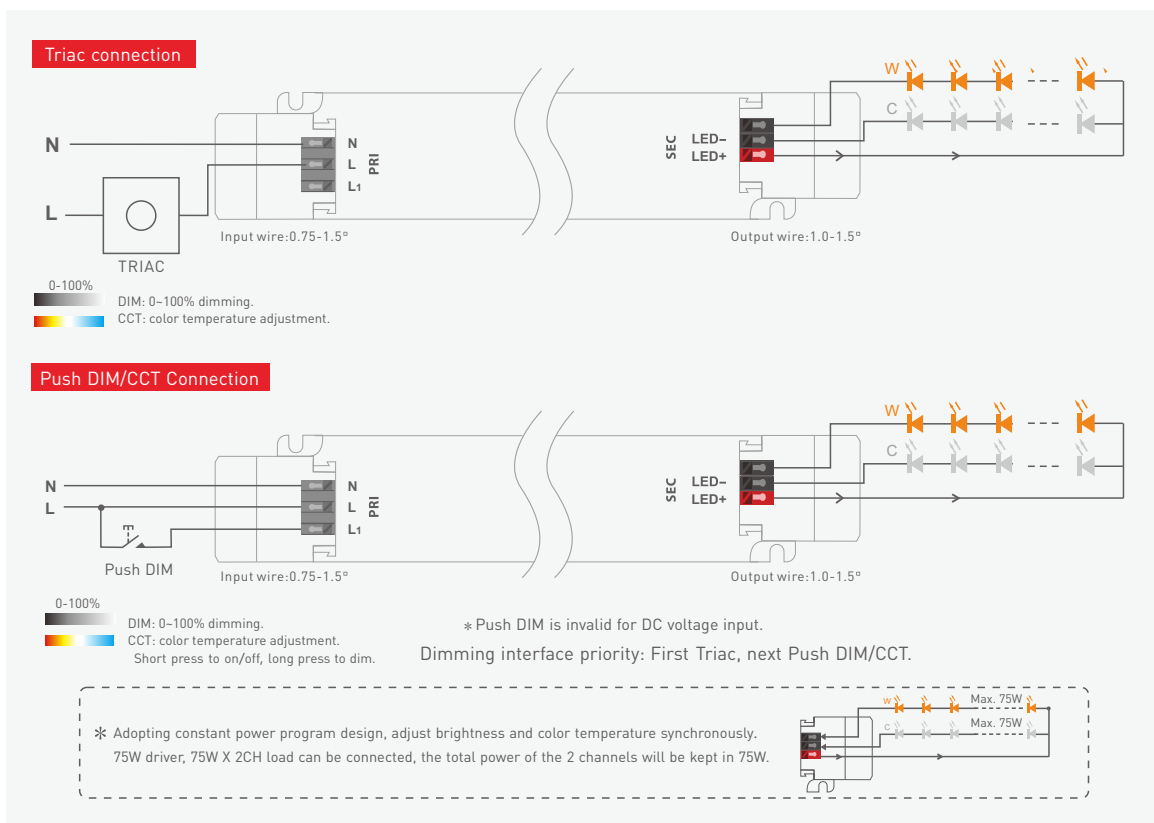 Triac connection
W
C
N
N
L
L1
PRI
SEC
LED-
LED+
L
TRIAC
Input wire:0.75-1.5¤
Output wire:1.0-1.5¤
0-100%
DIM: 0~100% dimming.
CCT: color temperature adjustment.
Push DIM/CCT Connection
W
C
N
L
N
L
L1
PRI
SEC
LED-
LED+
Push DIM
Input wire:0.75-1.5¤
Output wire:1.0-1.5¤
0-100%
DIM: 0~100% dimming.
CCT: color temperature adjustment.
Short press to on/off, long press to dim.
* Push DIM is invalid for DC voltage input.
Dimming interface priority: First Triac, next Push DIM/CCT.
* Adopting constant power program design, adjust brightness and color temperature synchronously.
75W driver, 75W X 2CH load can be connected, the total power of the 2 channels will be kept in 75W.
W
Max. 75W
C
Max. 75W